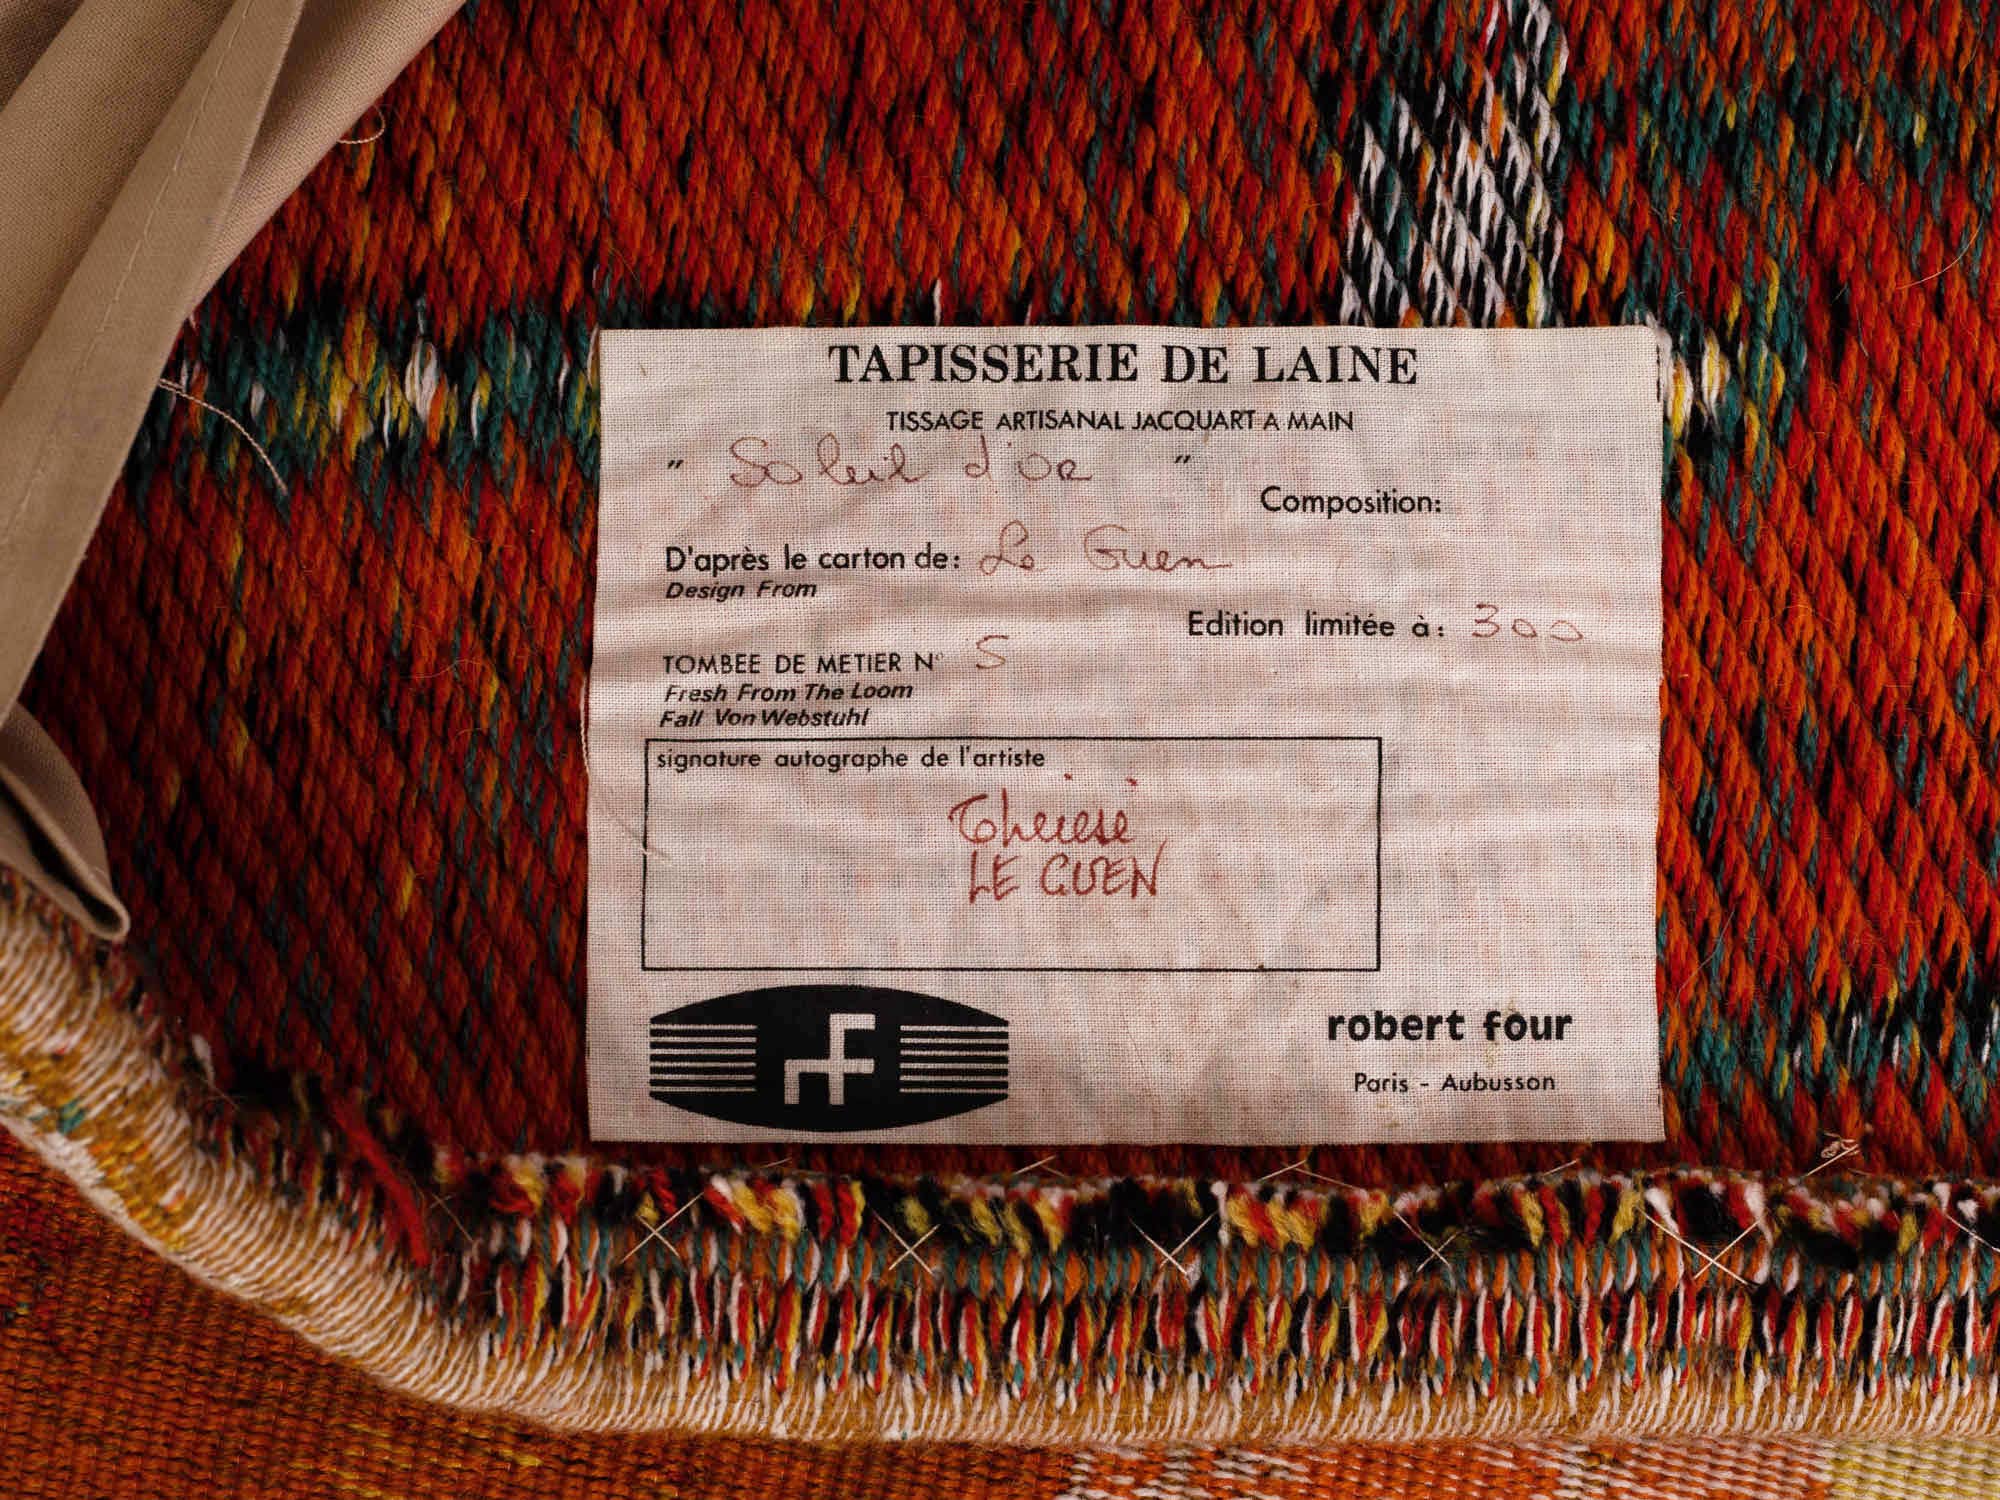 TAPISSERIE DE LAINE
TISSAGE ARTISANAL JACQUART A MAIN
" Soleil d'or "
Composition:
D'après le carton de: Le Guen
Design From
Edition limitée à: 300
TOMBEE DE METIER N° 5
Fresh From The Loom
Fall Von Webstuhl
signature autographe de l'artiste
Thérèse
LE GUEN
robert four
Paris - Aubusson